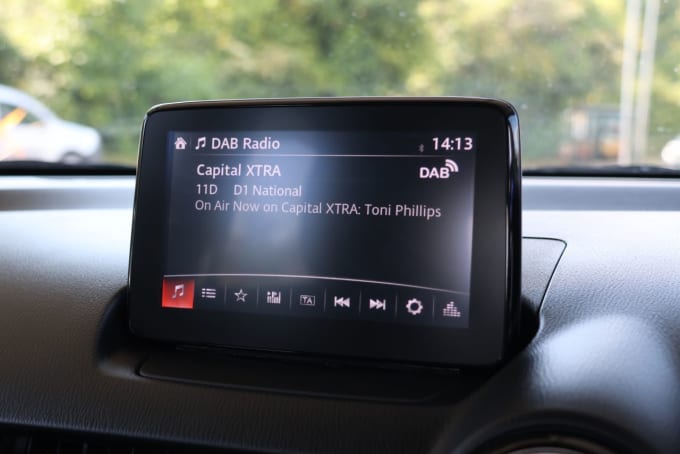 DAB Radio 14:13
Capital XTRA DAB
11D D1 National
On Air Now on Capital XTRA: Toni Phillips
TA